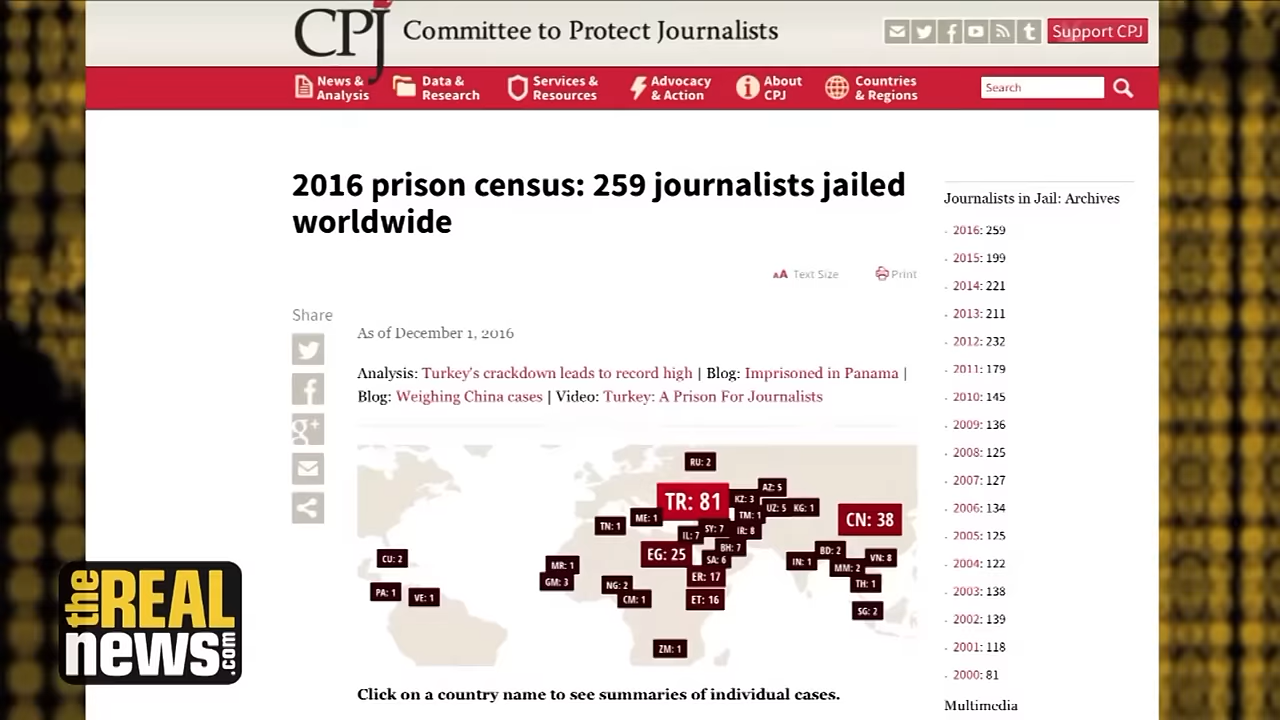 CPJ
Committee to Protect Journalists
Support CPJ
News & Analysis
Data & Research
Services & Resources
Advocacy & Action
About CPJ
Countries & Regions
Search
2016 prison census: 259 journalists jailed
worldwide
AA Text Size
Print
Share
As of December 1, 2016
Analysis: Turkey's crackdown leads to record high | Blog: Imprisoned in Panama |
Blog: Weighing China cases | Video: Turkey: A Prison For Journalists
RU: 2
TR: 81
AZ: 5
KZ: 3
UZ: 5
KG: 1
TM: 1
CN: 38
ME: 1
TN: 1
SY: 7
IL: 7
IR: 8
EG: 25
BH: 7
SA: 6
IN: 1
BD: 2
MM: 2
VN: 8
CU: 2
MR: 1
GM: 3
NG: 2
ER: 17
TH: 1
PA: 1
VE: 1
CM: 1
ET: 16
SG: 2
ZM: 1
Click on a country name to see summaries of individual cases.
Journalists in Jail: Archives
2016: 259
2015: 199
2014: 221
2013: 211
2012: 232
2011: 179
2010: 145
2009: 136
2008: 125
2007: 127
2006: 134
2005: 125
2004: 122
2003: 138
2002: 139
2001: 118
2000: 81
Multimedia
the REAL
news.com